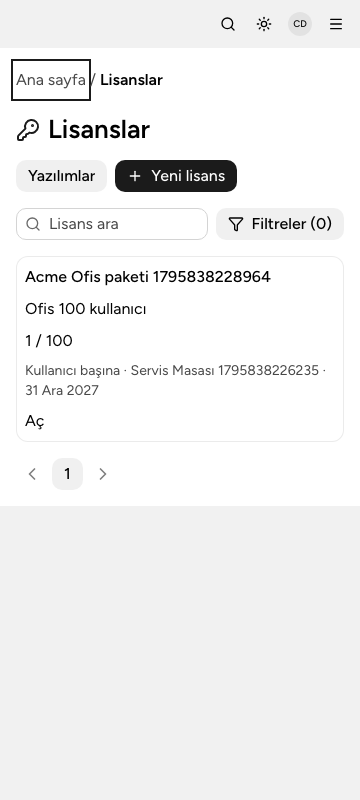 CD
Ana sayfa / Lisanslar
Lisanslar
Yazılımlar
Yeni lisans
Lisans ara
Filtreler (0)
Acme Ofis paketi 1795838228964
Ofis 100 kullanıcı
1 / 100
Kullanıcı başına · Servis Masası 1795838226235 ·
31 Ara 2027
Aç
1